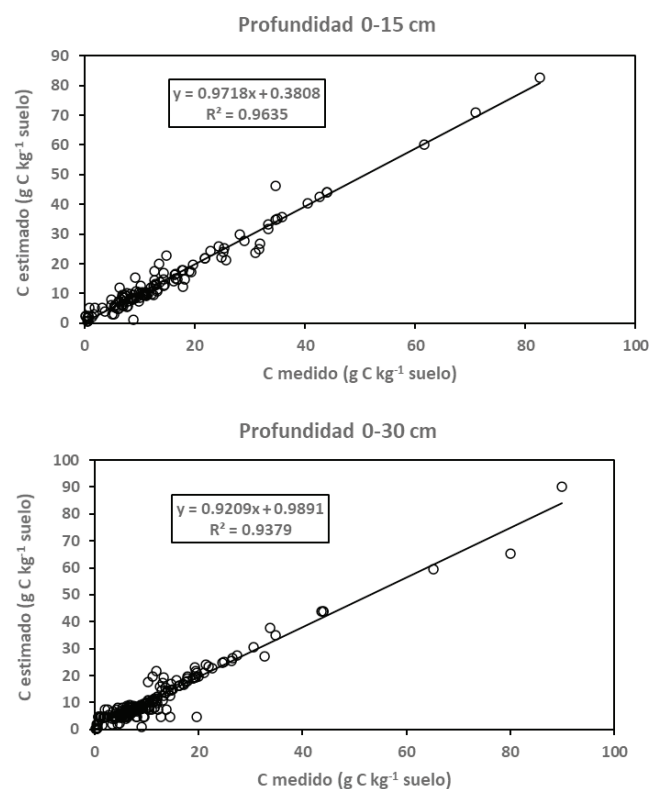 Profundidad 0-15 cm
90
80
70
60
50
40
30
20
10
0
y = 0.9718x + 0.3808
R² = 0.9635
C estimado (g C kg⁻¹ suelo)
0 20 40 60 80 100
C medido (g C kg⁻¹ suelo)
Profundidad 0-30 cm
100
90
80
70
60
50
40
30
20
10
0
y = 0.9209x + 0.9891
R² = 0.9379
C estimado (g C kg⁻¹ suelo)
0 20 40 60 80 100
C medido (g C kg⁻¹ suelo)